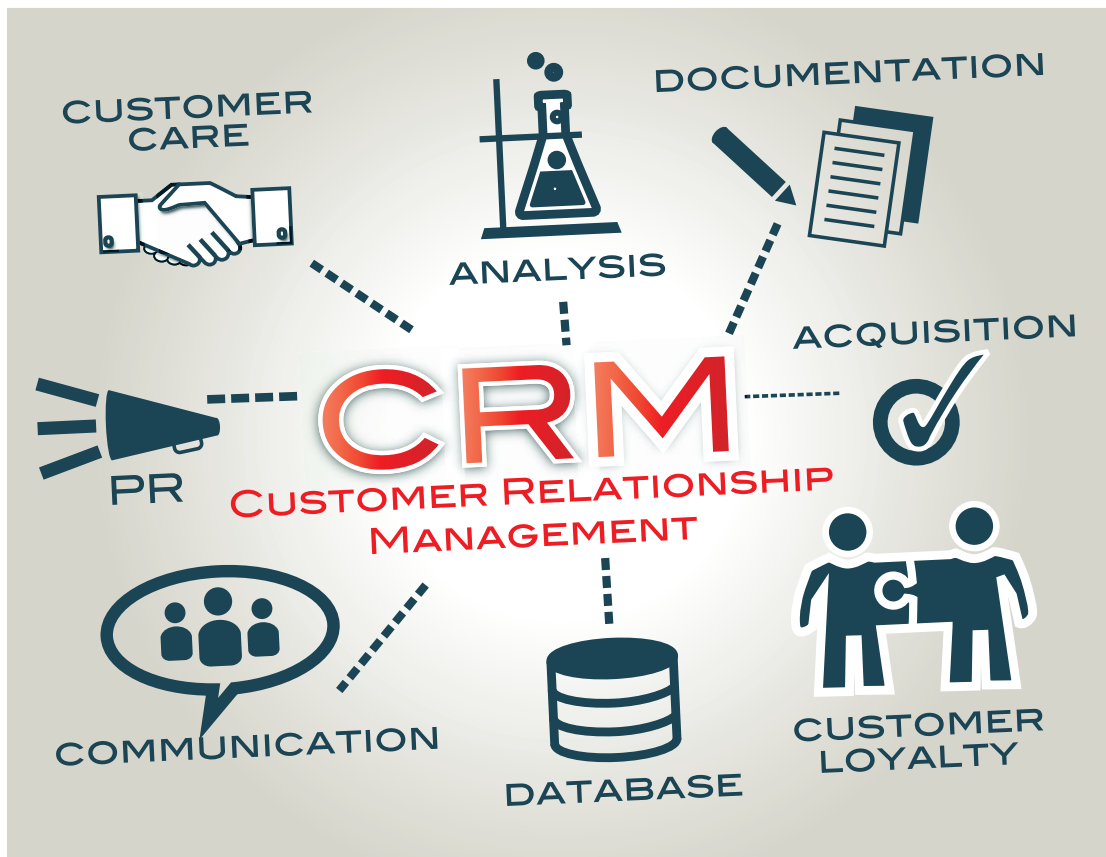 CUSTOMER
CARE
ANALYSIS
DOCUMENTATION
ACQUISITION
PR
CRM
CUSTOMER RELATIONSHIP
MANAGEMENT
COMMUNICATION
DATABASE
CUSTOMER
LOYALTY